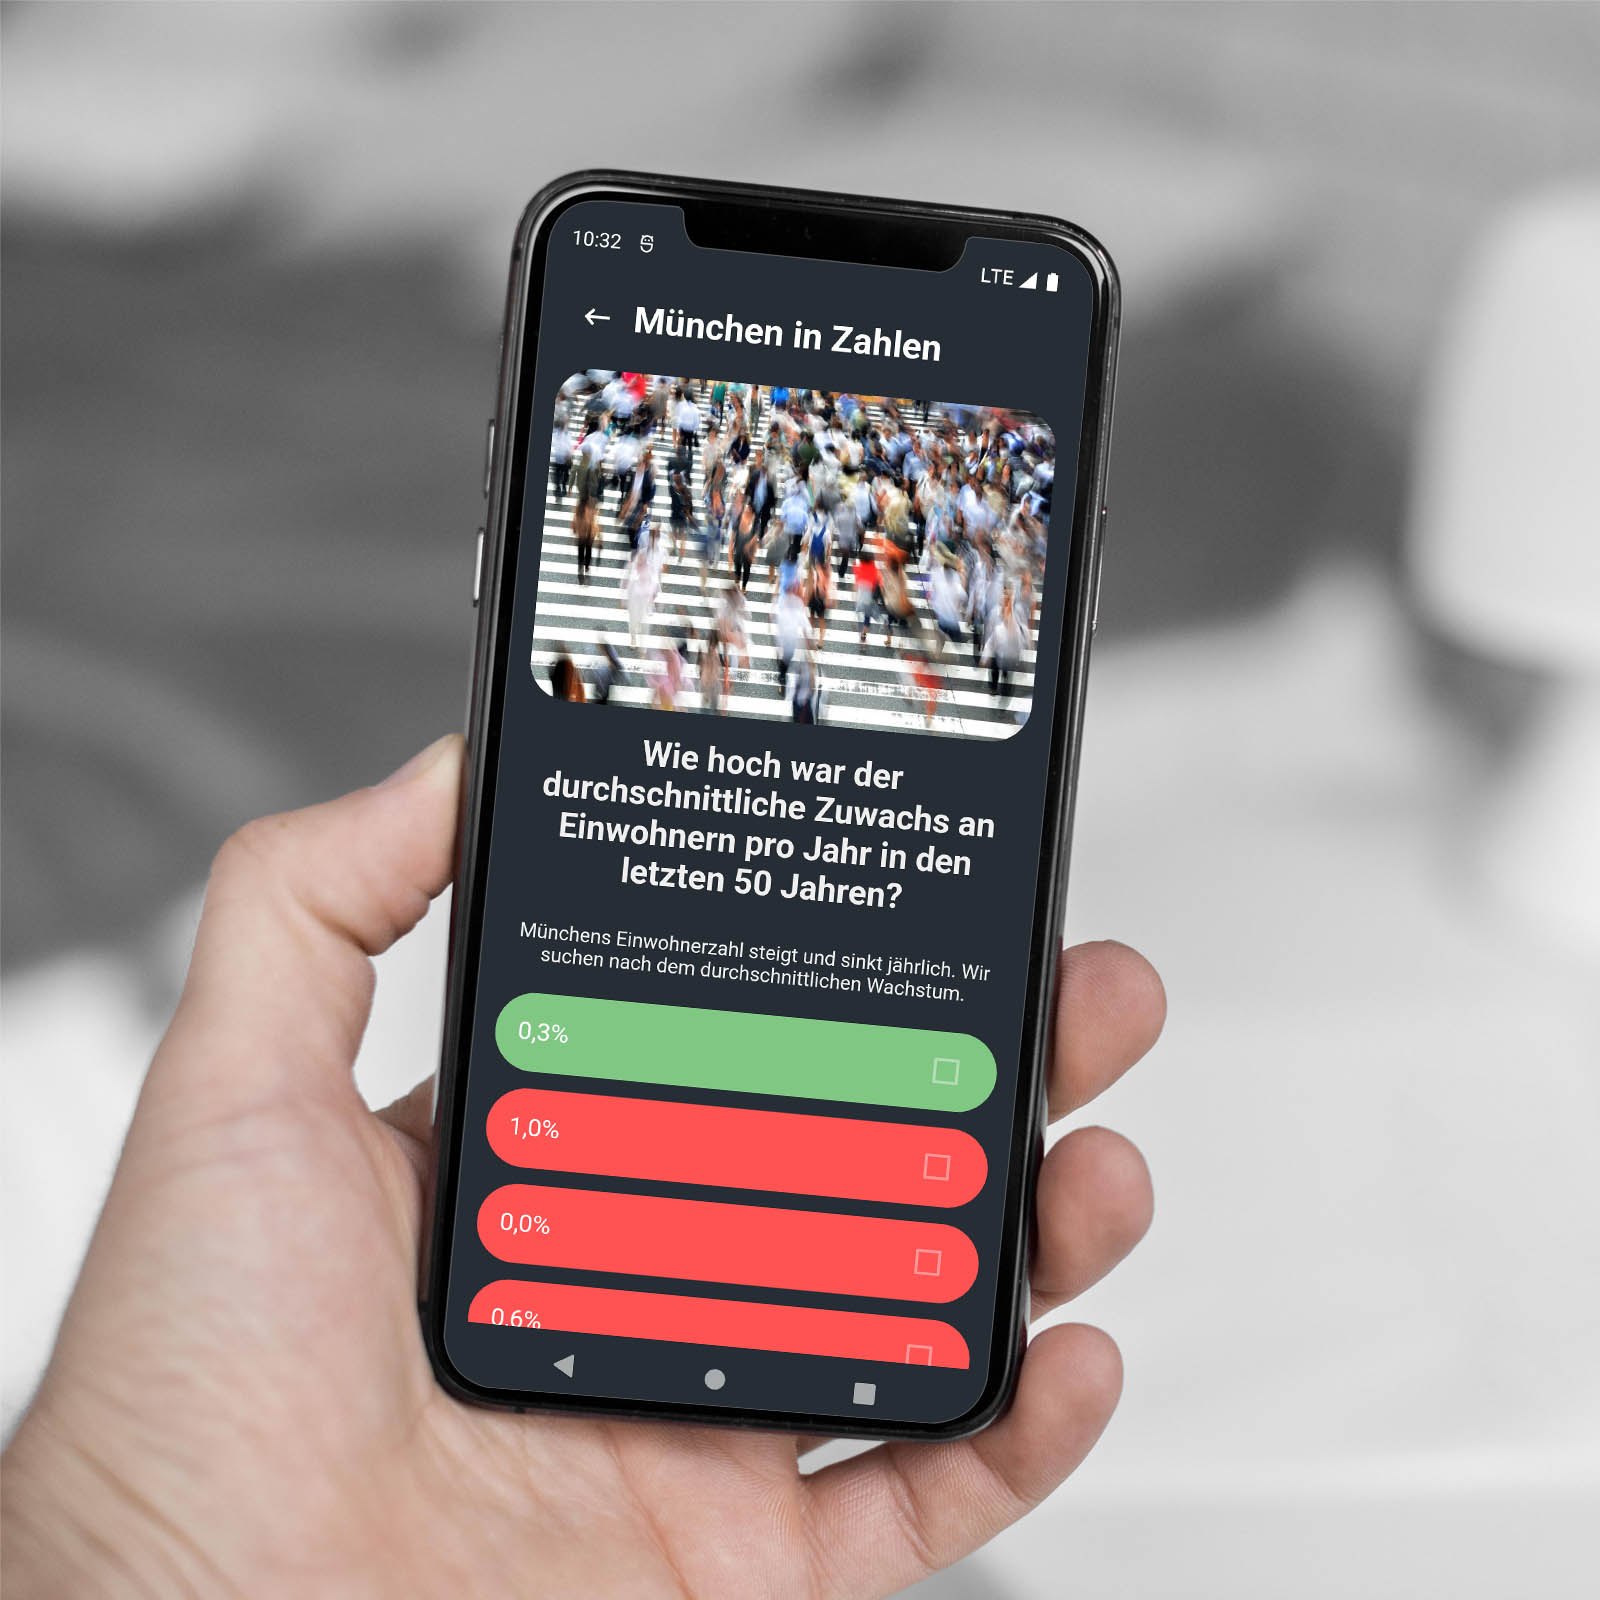 10:32
LTE
München in Zahlen
Wie hoch war der
durchschnittliche Zuwachs an
Einwohnern pro Jahr in den
letzten 50 Jahren?
Münchens Einwohnerzahl steigt und sinkt jährlich. Wir
suchen nach dem durchschnittlichen Wachstum.
0,3%
1,0%
0,0%
0,6%